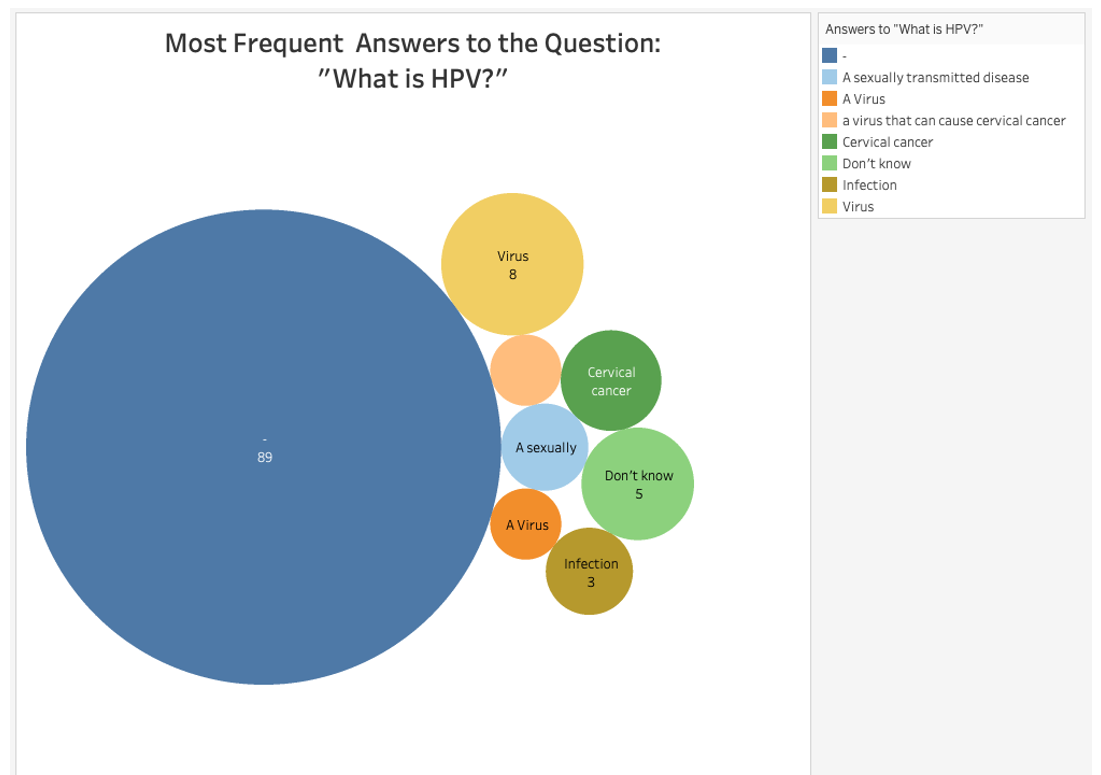 Most Frequent  Answers to the Question:
”What is HPV?”
Answers to "What is HPV?"
-
A sexually transmitted disease
A Virus
a virus that can cause cervical cancer
Cervical cancer
Don’t know
Infection
Virus
Virus
8
Cervical
cancer
-
89
A sexually
Don’t know
5
A Virus
Infection
3